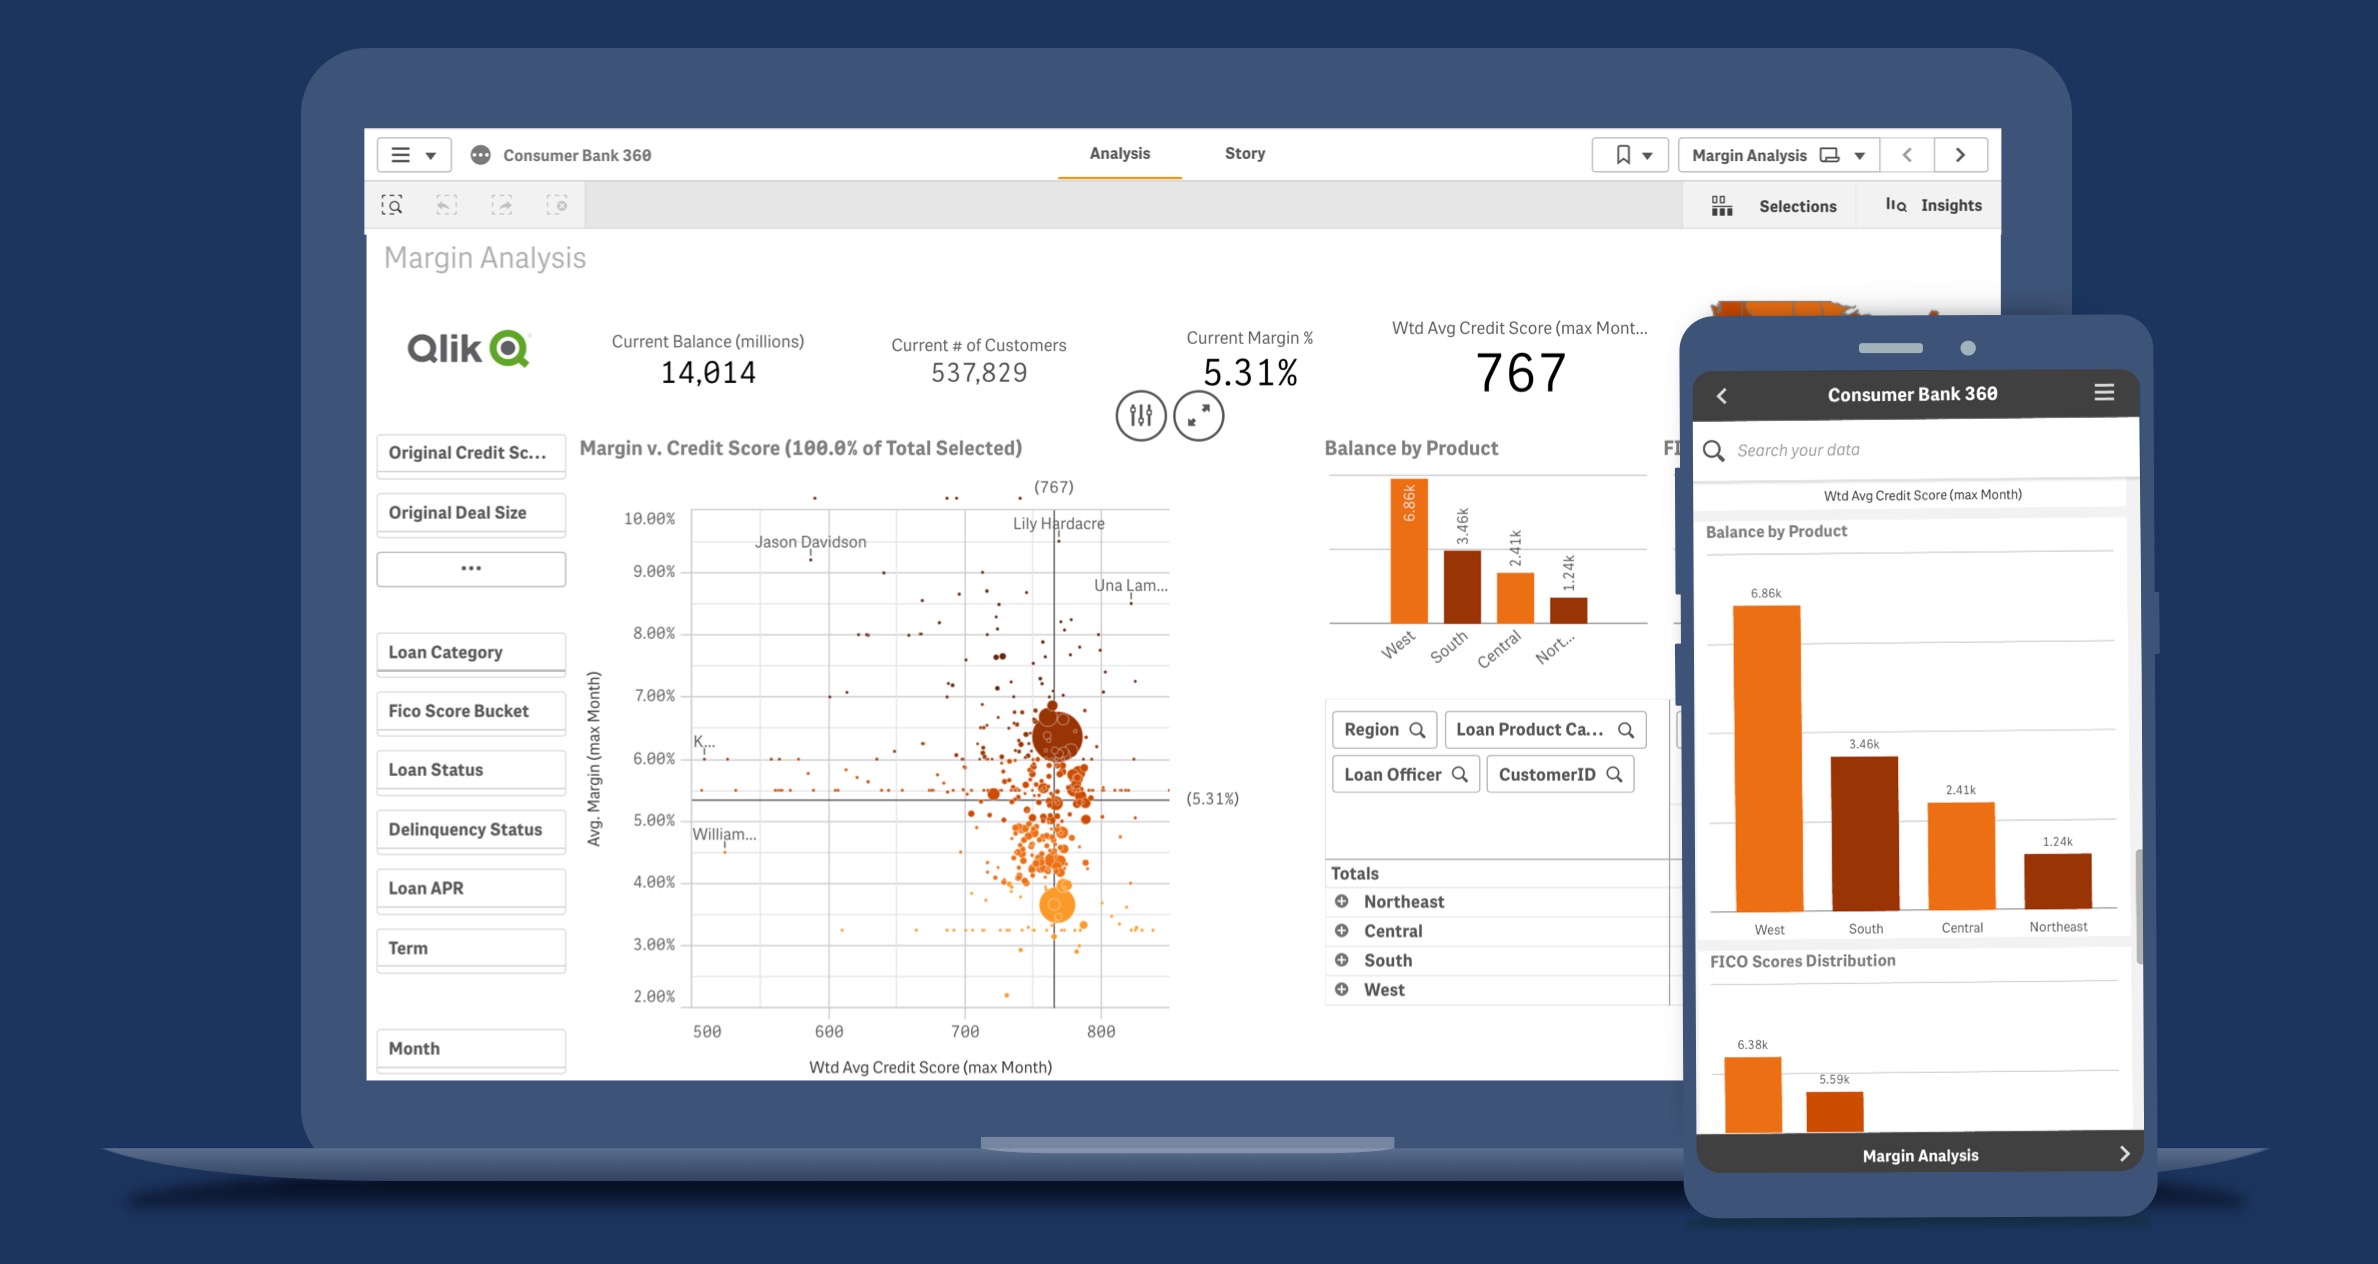 Consumer Bank 360
Analysis
Story
Margin Analysis
Selections
Insights
Margin Analysis
Qlik
Current Balance (millions)
14,014
Current # of Customers
537,829
Current Margin %
5.31%
Wtd Avg Credit Score (max Mont...
767
Original Credit Sc...
Original Deal Size
...
Loan Category
Fico Score Bucket
Loan Status
Delinquency Status
Loan APR
Term
Month
Margin v. Credit Score (100.0% of Total Selected)
(767)
Lily Hardacre
Jason Davidson
Una Lam...
K...
William...
(5.31%)
10.00%
9.00%
8.00%
7.00%
6.00%
5.00%
4.00%
3.00%
2.00%
Avg. Margin (max Month)
500 600 700 800
Wtd Avg Credit Score (max Month)
Balance by Product
6.86k
3.46k
2.41k
1.24k
West
South
Central
Nort...
FI
Region
Loan Product Ca...
Loan Officer
CustomerID
Totals
Northeast
Central
South
West
Consumer Bank 360
Search your data
Wtd Avg Credit Score (max Month)
Balance by Product
6.86k
3.46k
2.41k
1.24k
West South Central Northeast
FICO Scores Distribution
6.38k
5.59k
Margin Analysis